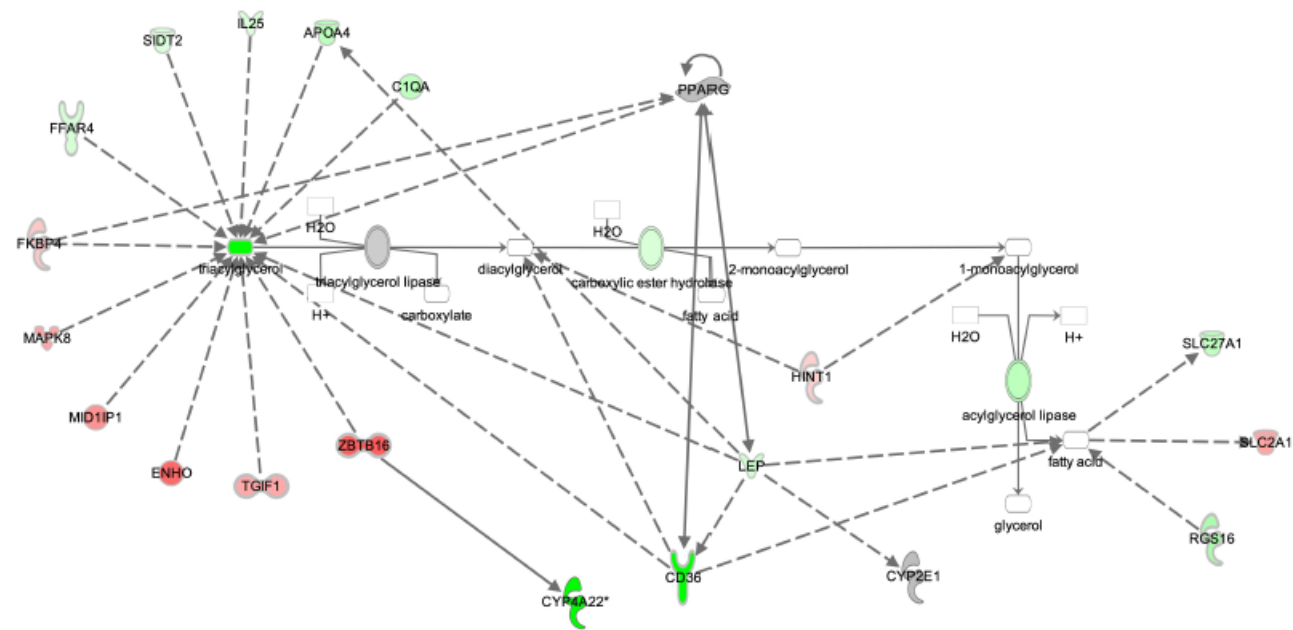 IL25
SIDT2
APOA4
C1QA
PPARG
FFAR4
H2O
H2O
FKBP4
triacylglycerol
triacylglycerol lipase
diacylglycerol
carboxylic ester hydrolase
2-monoacylglycerol
1-monoacylglycerol
H+
carboxylate
fatty acid
MAPK8
H2O
H+
SLC27A1
HINT1
MID1IP1
acylglycerol lipase
ZBTB16
SLC2A1
ENHO
TGIF1
LEP
fatty acid
glycerol
RGS16
CD36
CYP2E1
CYP4A22*